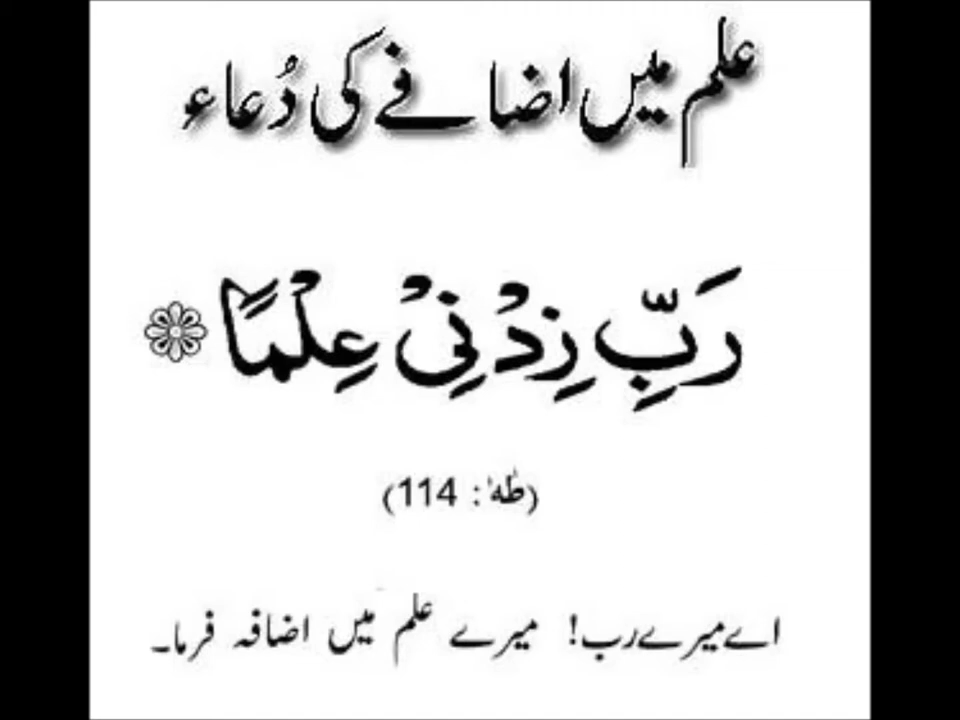 علم میں اضافے کی دُعاء
رَبِّ زِدْنِیْ عِلْمًا
(طٰهٰ: 114)
اے میرے رب! میرے علم میں اضافہ فرما۔